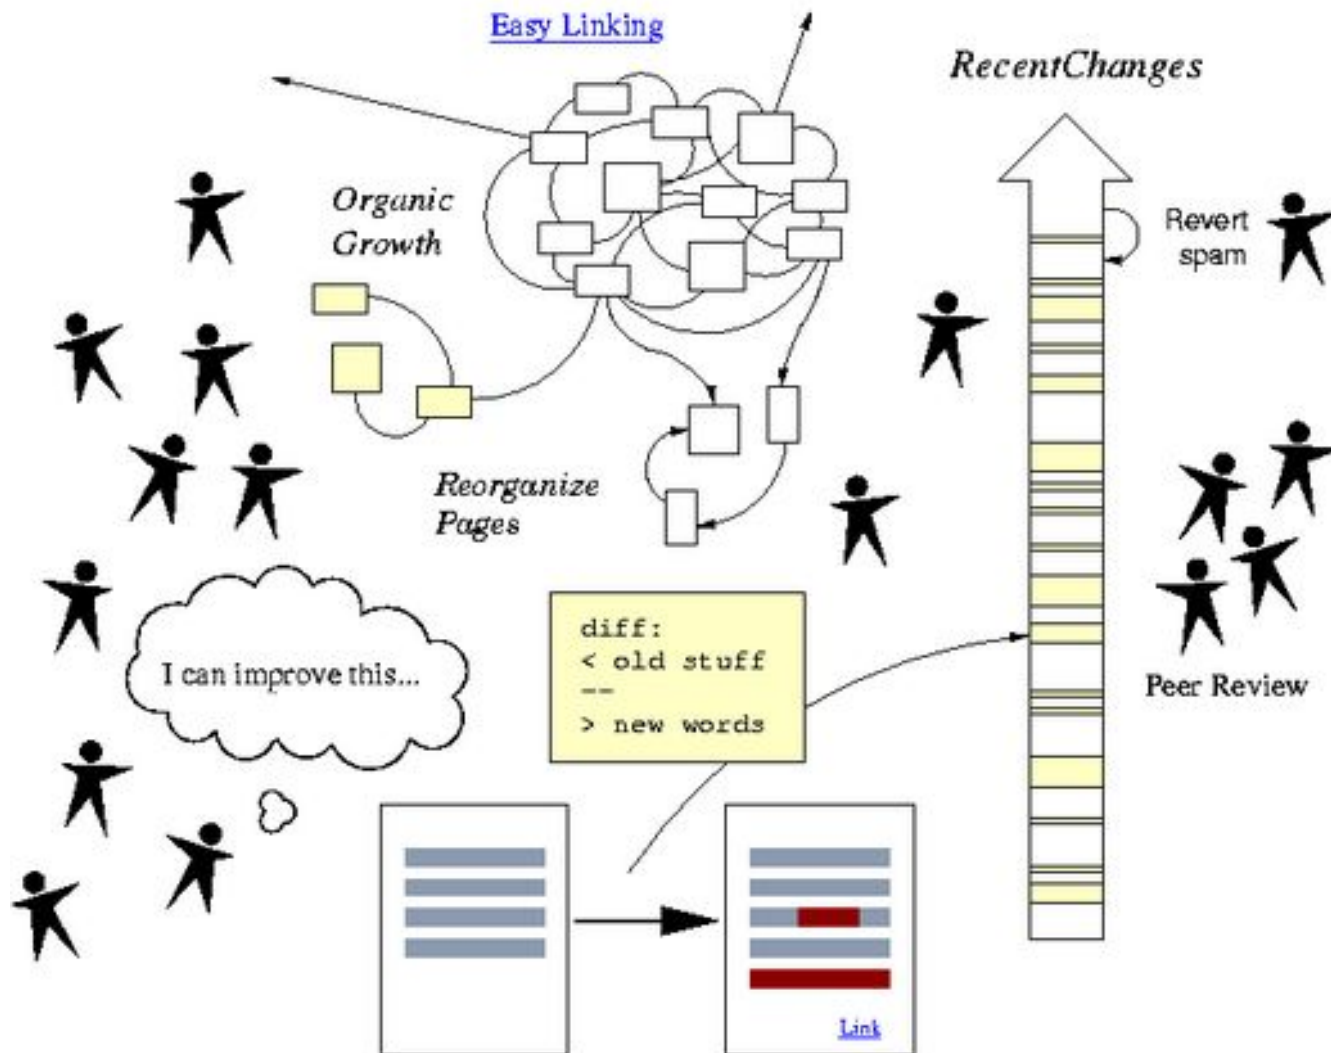 Easy Linking
RecentChanges
Organic
Growth
Revert
spam
Reorganize
Pages
I can improve this...
diff:
< old stuff
--
> new words
Peer Review
Link